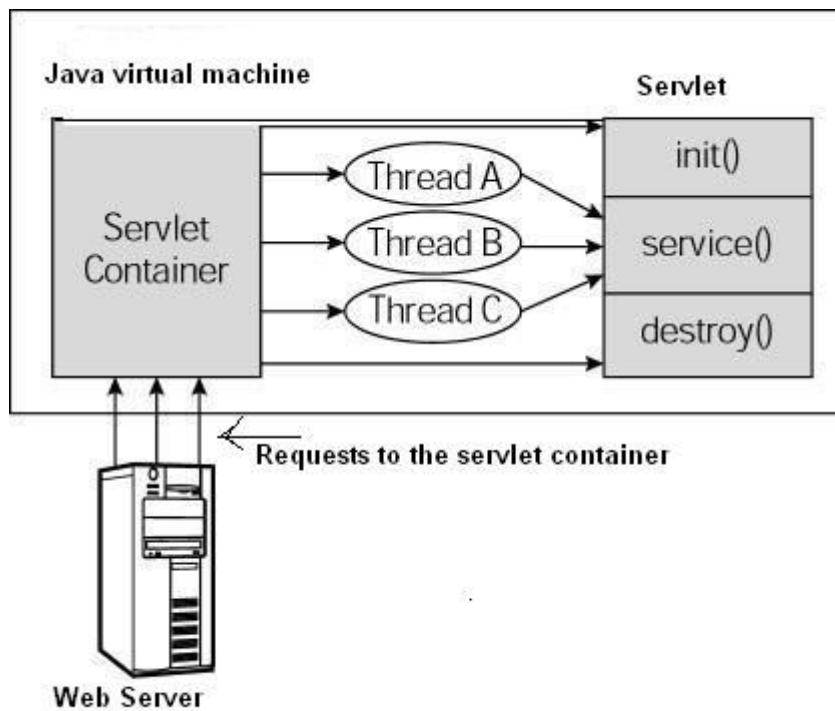 Java virtual machine
Servlet
Servlet
Container
Thread A
Thread B
Thread C
init()
service()
destroy()
Requests to the servlet container
Web Server